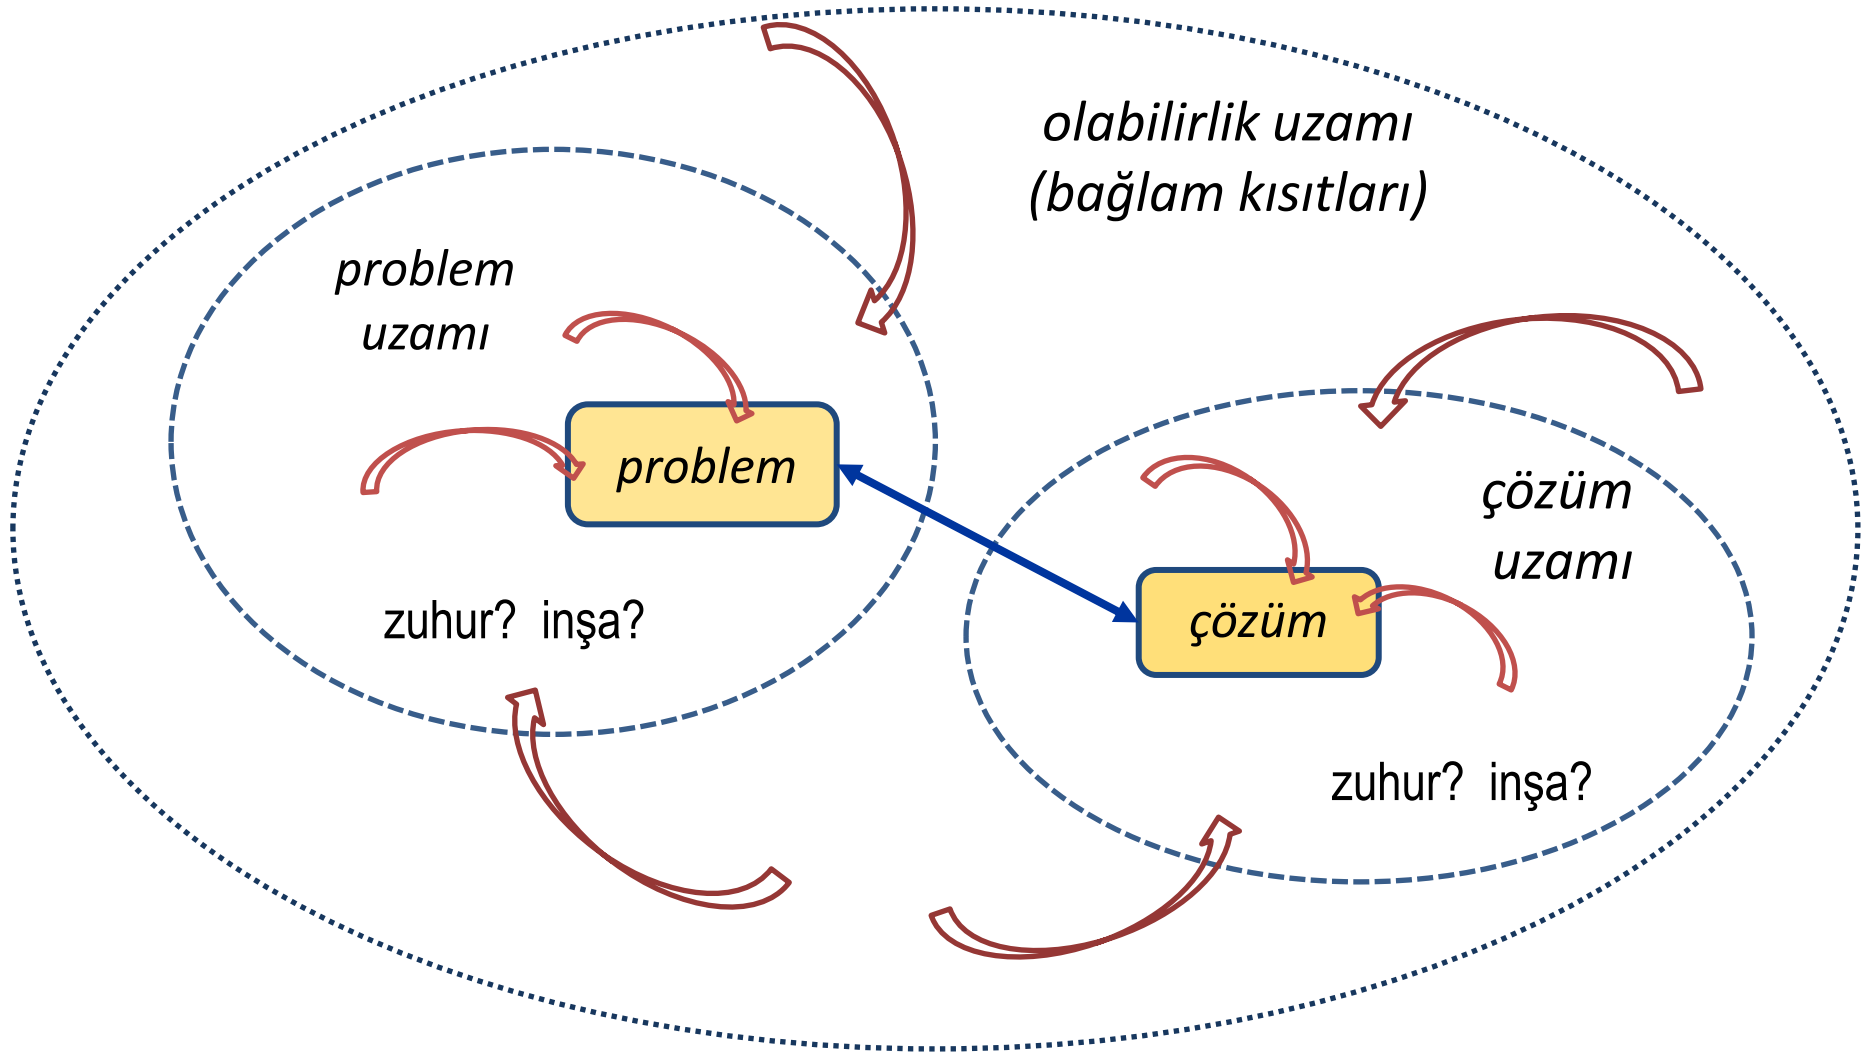 olabilirlik uzamı
(bağlam kısıtları)
problem
uzamı
problem
zuhur? inşa?
çözüm
uzamı
çözüm
zuhur? inşa?